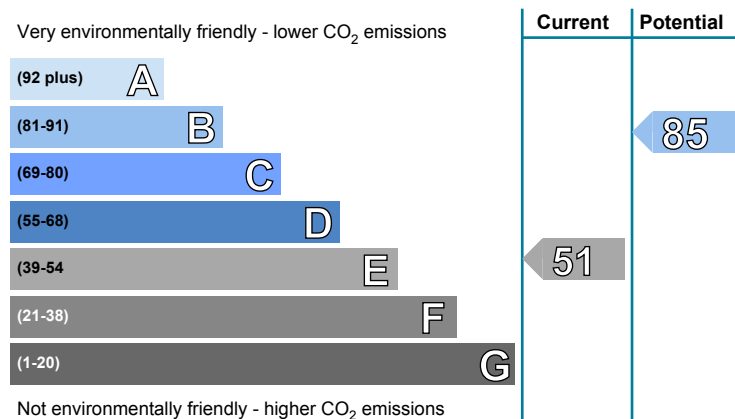 Very environmentally friendly - lower CO2 emissions
Current
Potential
(92 plus) A
(81-91) B
(69-80) C
(55-68) D
(39-54 E
(21-38) F
(1-20) G
85
51
Not environmentally friendly - higher CO2 emissions